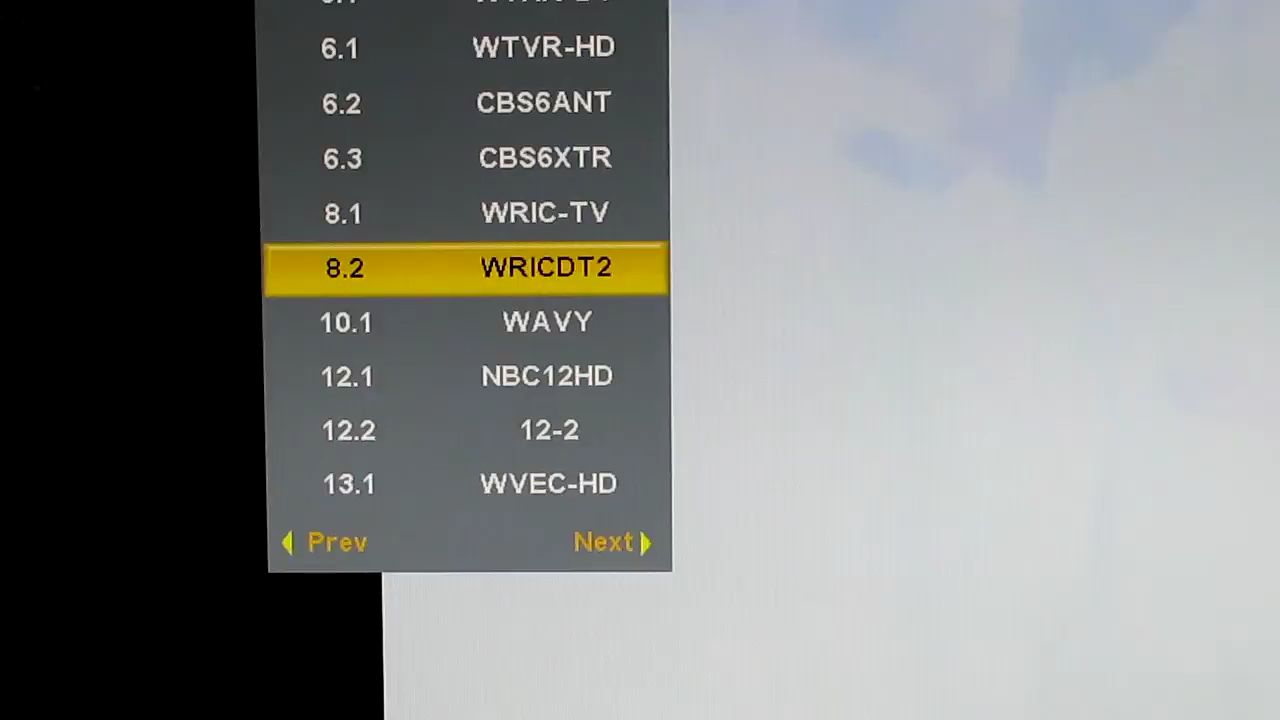 6.1 WTVR-HD
6.2 CBS6ANT
6.3 CBS6XTR
8.1 WRIC-TV
8.2 WRICDT2
10.1 WAVY
12.1 NBC12HD
12.2 12-2
13.1 WVEC-HD
Prev Next